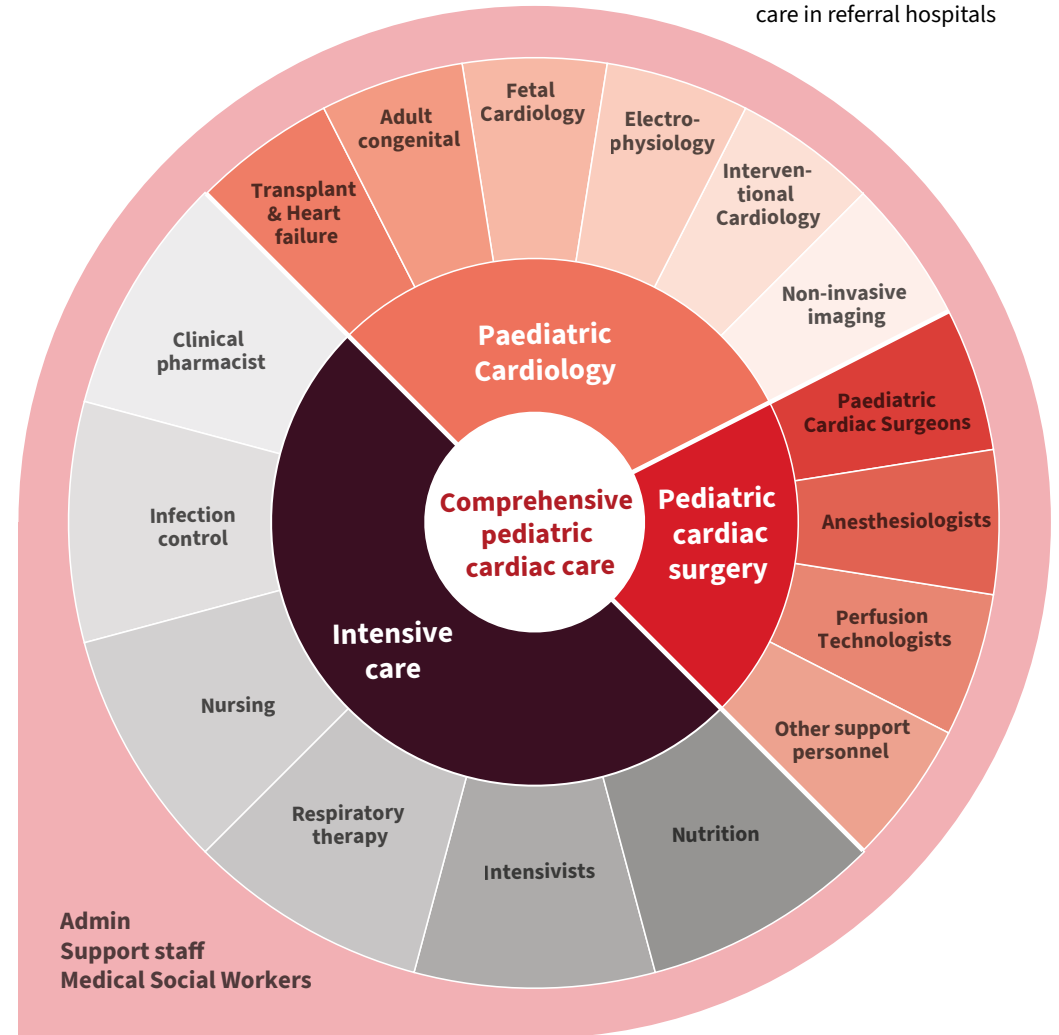 care in referral hospitals
Fetal
Cardiology
Adult
congenital
Electro-
physiology
Interven-
tional
Cardiology
Transplant
& Heart
failure
Non-invasive
imaging
Clinical
pharmacist
Paediatric
Cardiology
Paediatric
Cardiac Surgeons
Infection
control
Comprehensive
pediatric
cardiac care
Pediatric
cardiac
surgery
Anesthesiologists
Intensive
care
Perfusion
Technologists
Nursing
Other support
personnel
Respiratory
therapy
Intensivists
Nutrition
Admin
Support staff
Medical Social Workers